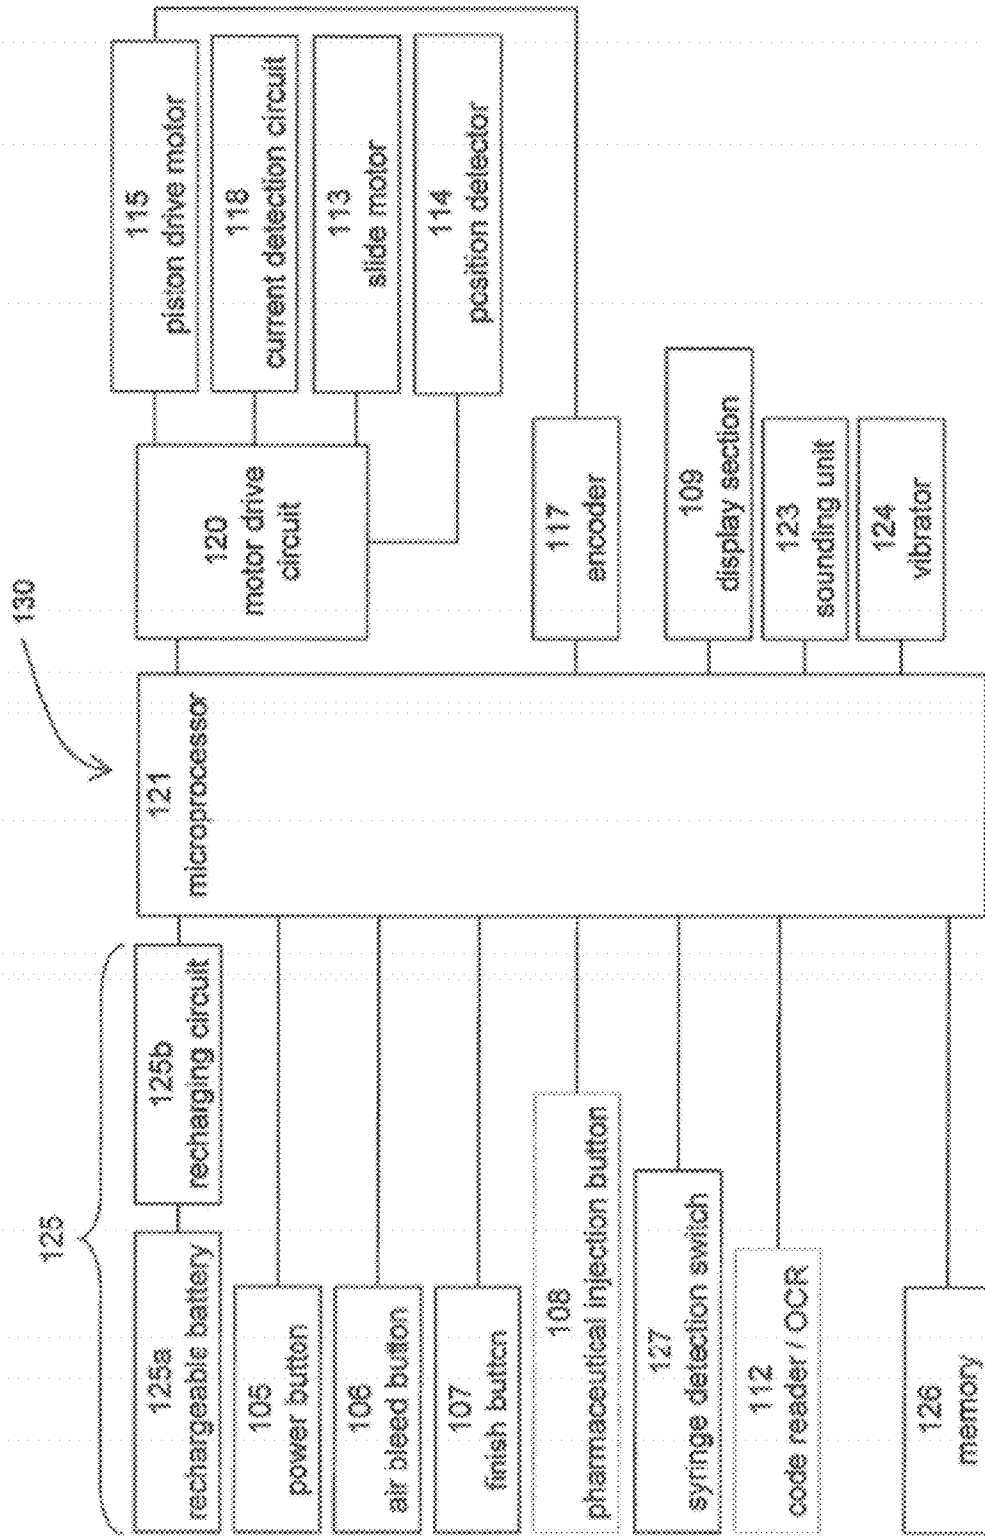 130
125
125a
rechargeable battery
125b
recharging circuit
105
power button
106
air bleed button
107
finish button
108
pharmaceutical injection button
127
syringe detection switch
112
code reader / OCR
126
memory
121
microprocessor
120
motor drive
circuit
115
piston drive motor
118
current detection circuit
113
slide motor
114
position detector
117
encoder
109
display section
123
sounding unit
124
vibrator